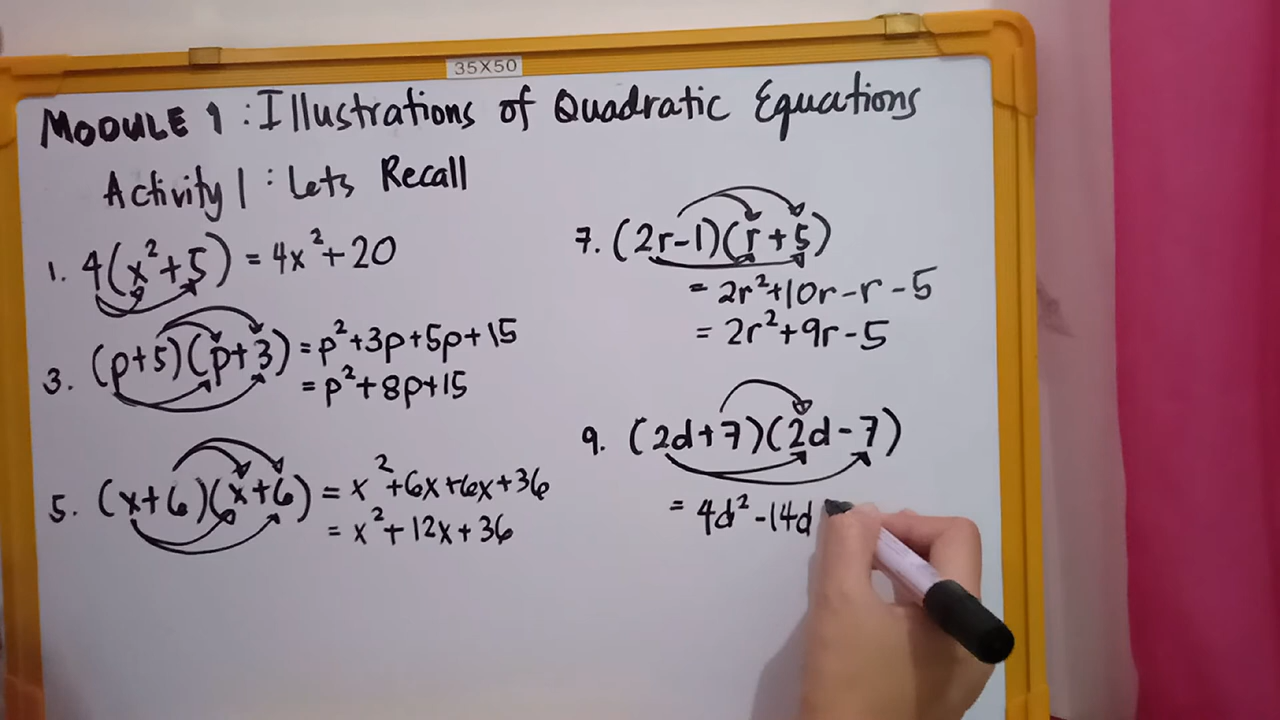 35X50
MODULE 1 : Illustrations of Quadratic Equations
Activity 1 : Lets Recall
1. 4(x²+5) = 4x²+20
3. (p+5)(p+3) = p²+3p+5p+15
= p²+8p+15
5. (x+6)(x+6) = x²+6x+6x+36
= x²+12x+36
7. (2r-1)(r+5)
= 2r²+10r-r-5
= 2r²+9r-5
9. (2d+7)(2d-7)
= 4d²-14d